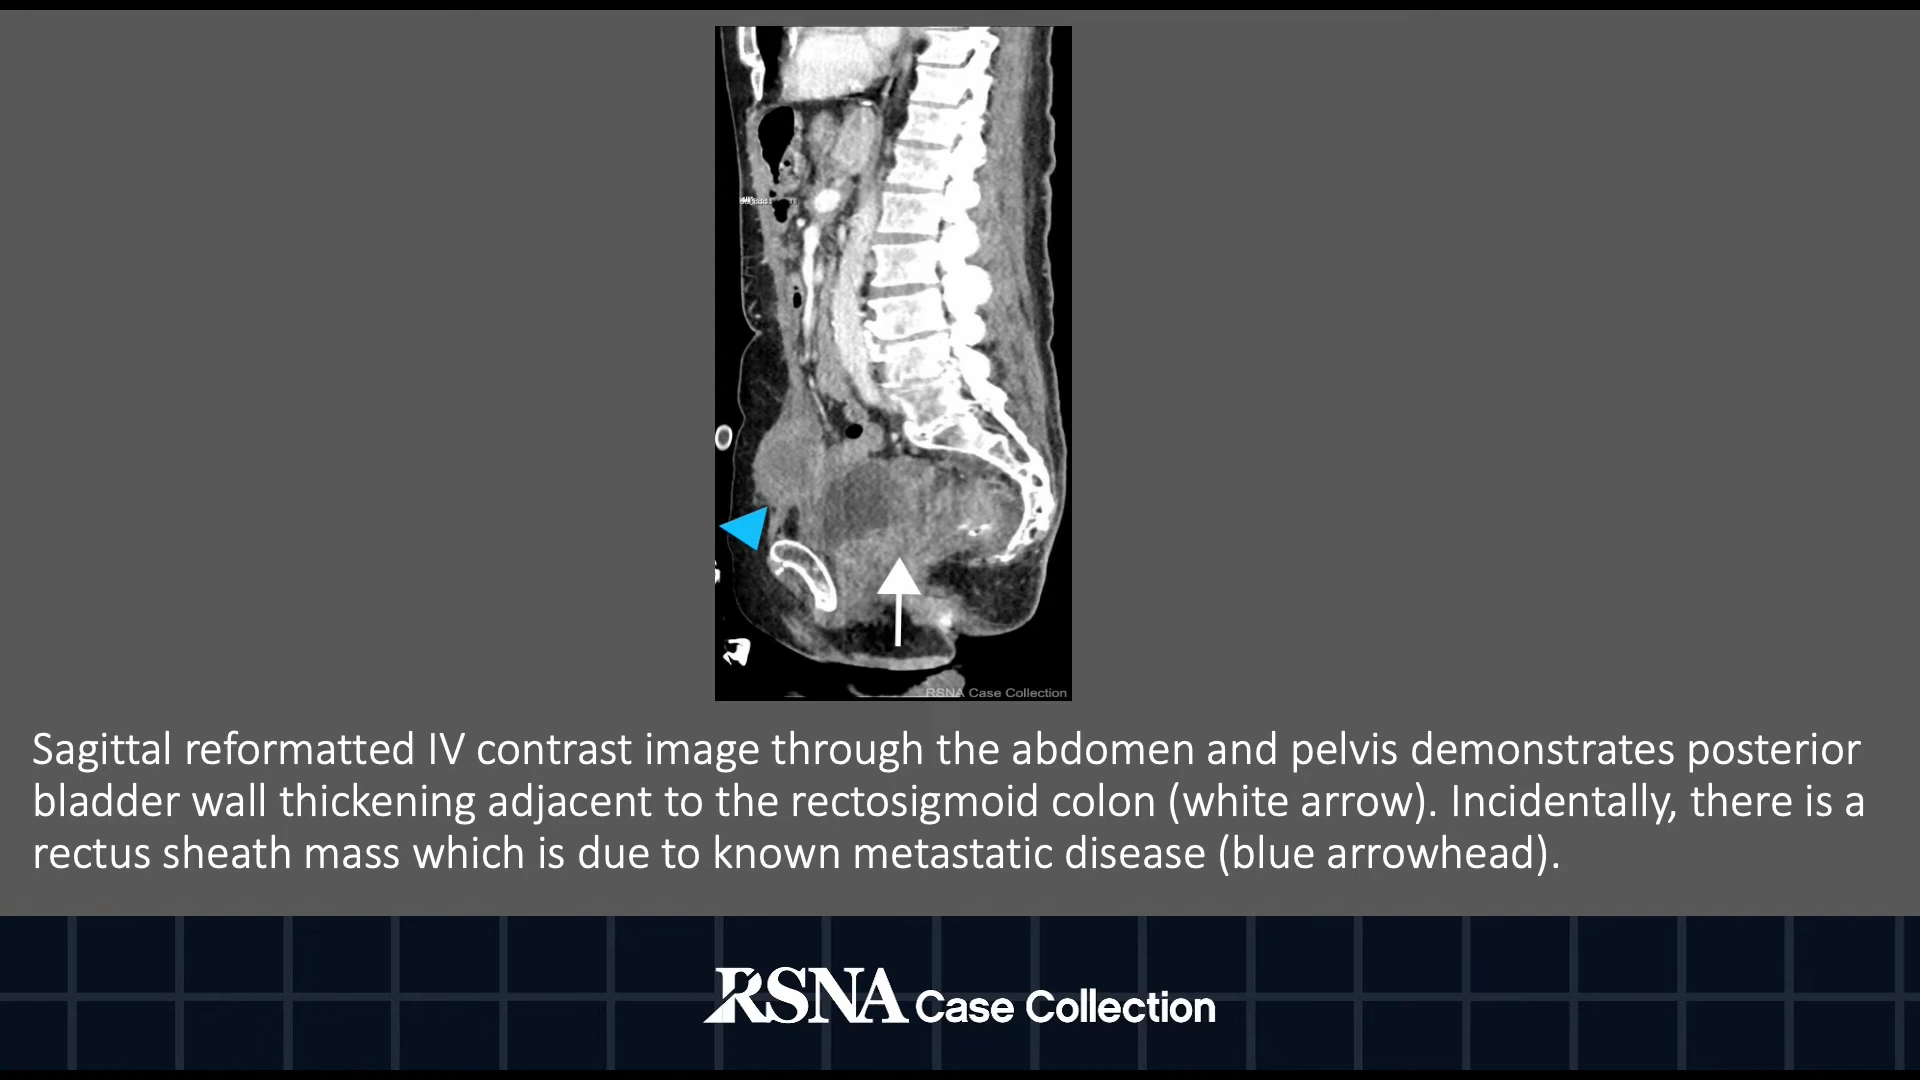 RSNA Case Collection
Sagittal reformatted IV contrast image through the abdomen and pelvis demonstrates posterior
bladder wall thickening adjacent to the rectosigmoid colon (white arrow). Incidentally, there is a
rectus sheath mass which is due to known metastatic disease (blue arrowhead).
RSNA Case Collection